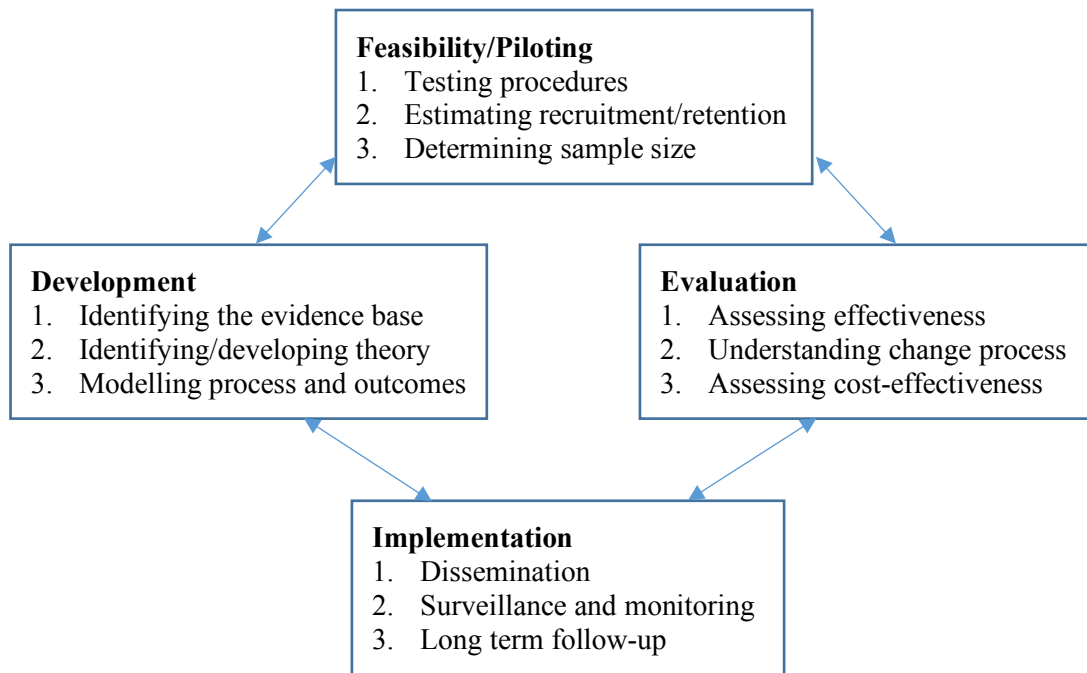 Feasibility/Piloting
1. Testing procedures
2. Estimating recruitment/retention
3. Determining sample size
Development
1. Identifying the evidence base
2. Identifying/developing theory
3. Modelling process and outcomes
Evaluation
1. Assessing effectiveness
2. Understanding change process
3. Assessing cost-effectiveness
Implementation
1. Dissemination
2. Surveillance and monitoring
3. Long term follow-up